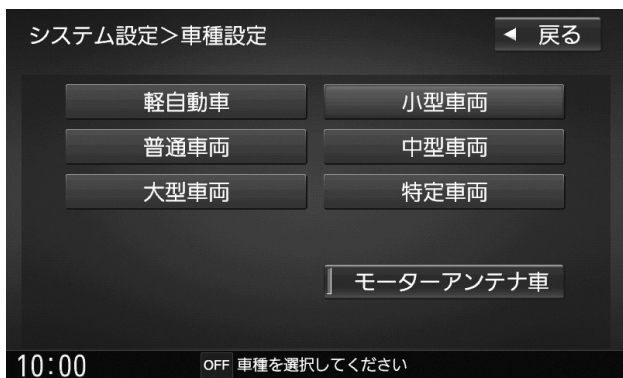 システム設定＞車種設定
◀ 戻る
軽自動車
小型車両
普通車両
中型車両
大型車両
特定車両
モーターアンテナ車
10:00
OFF 車種を選択してください